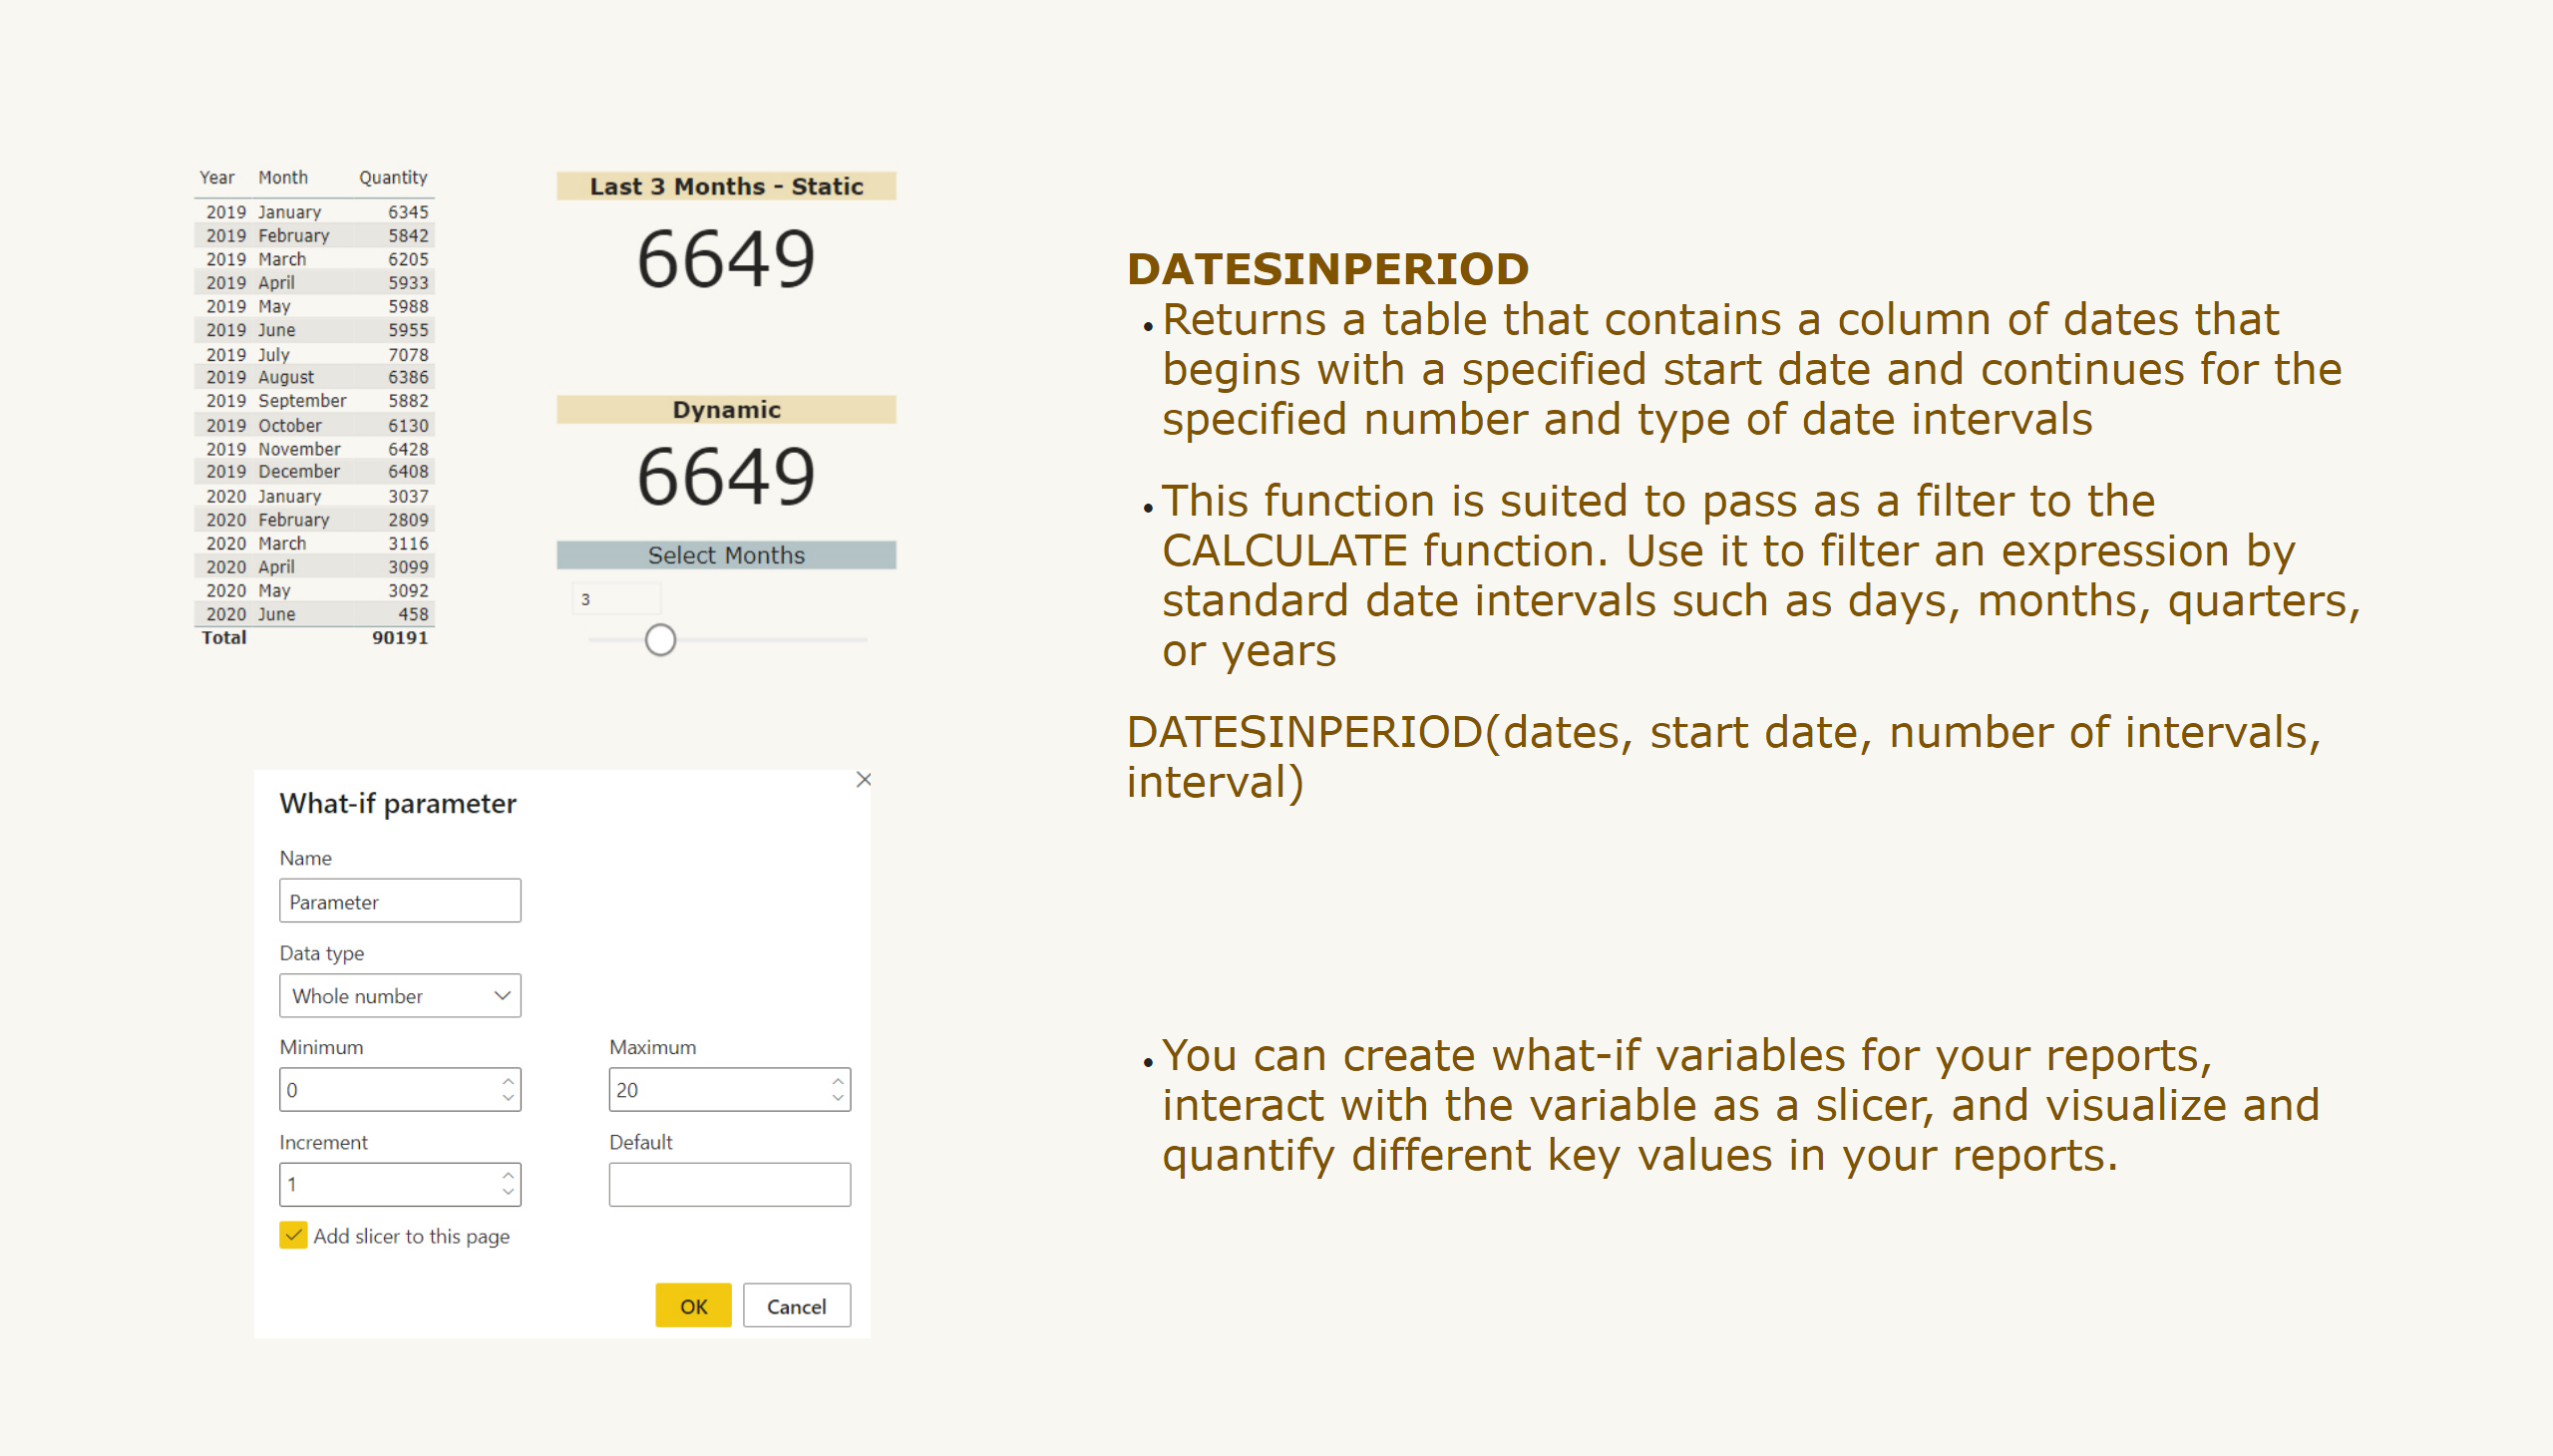 Year Month Quantity
2019 January 6345
2019 February 5842
2019 March 6205
2019 April 5933
2019 May 5988
2019 June 5955
2019 July 7078
2019 August 6386
2019 September 5882
2019 October 6130
2019 November 6428
2019 December 6408
2020 January 3037
2020 February 2809
2020 March 3116
2020 April 3099
2020 May 3092
2020 June 458
Total 90191
Last 3 Months - Static
6649
Dynamic
6649
Select Months
3
What-if parameter
Name
Parameter
Data type
Whole number
Minimum Maximum
0 20
Increment Default
1
Add slicer to this page
OK Cancel
DATESINPERIOD
• Returns a table that contains a column of dates that
begins with a specified start date and continues for the
specified number and type of date intervals
• This function is suited to pass as a filter to the
CALCULATE function. Use it to filter an expression by
standard date intervals such as days, months, quarters,
or years
DATESINPERIOD(dates, start date, number of intervals,
interval)
• You can create what-if variables for your reports,
interact with the variable as a slicer, and visualize and
quantify different key values in your reports.